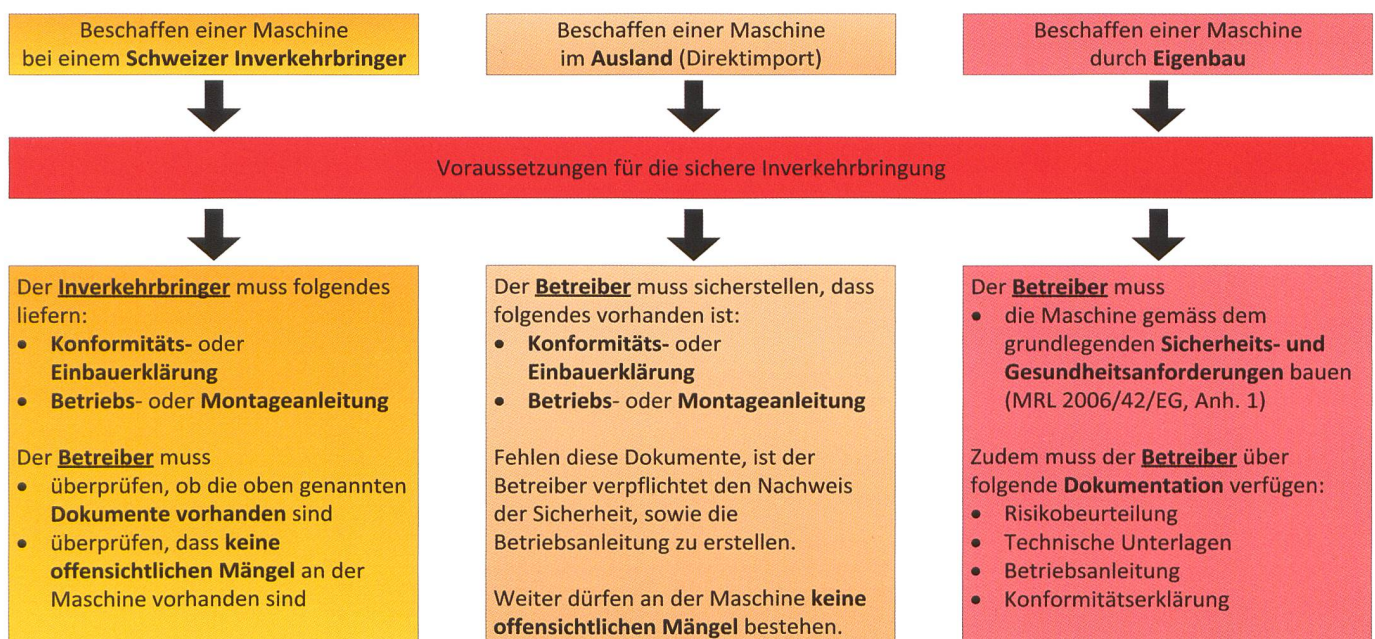 Beschaffen einer Maschine
bei einem Schweizer Inverkehrbringer
Beschaffen einer Maschine
im Ausland (Direktimport)
Beschaffen einer Maschine
durch Eigenbau
Voraussetzungen für die sichere Inverkehrbringung
Der Inverkehrbringer muss folgendes
liefern:
• Konformitäts- oder
Einbauerklärung
• Betriebs- oder Montageanleitung
Der Betreiber muss
• überprüfen, ob die oben genannten
Dokumente vorhanden sind
• überprüfen, dass keine
offensichtlichen Mängel an der
Maschine vorhanden sind
Der Betreiber muss sicherstellen, dass
folgendes vorhanden ist:
• Konformitäts- oder
Einbauerklärung
• Betriebs- oder Montageanleitung
Fehlen diese Dokumente, ist der
Betreiber verpflichtet den Nachweis
der Sicherheit, sowie die
Betriebsanleitung zu erstellen.
Weiter dürfen an der Maschine keine
offensichtlichen Mängel bestehen.
Der Betreiber muss
• die Maschine gemäss dem
grundlegenden Sicherheits- und
Gesundheitsanforderungen bauen
(MRL 2006/42/EG, Anh. 1)
Zudem muss der Betreiber über
folgende Dokumentation verfügen:
• Risikobeurteilung
• Technische Unterlagen
• Betriebsanleitung
• Konformitätserklärung